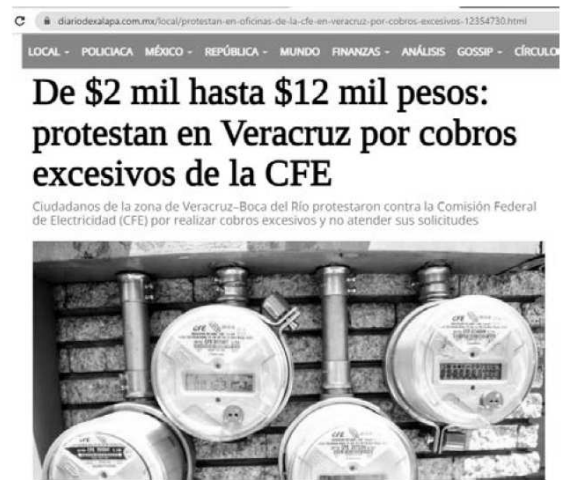 diariodexalapa.com.mx/local/protestan-en-oficinas-de-la-cfe-en-veracruz-por-cobros-excesivos-12354730.html
LOCAL POLICIACA MÉXICO REPÚBLICA MUNDO FINANZAS ANÁLISIS GOSSIP CÍRCULO
De $2 mil hasta $12 mil pesos:
protestan en Veracruz por cobros
excesivos de la CFE
Ciudadanos de la zona de Veracruz–Boca del Río protestaron contra la Comisión Federal
de Electricidad (CFE) por realizar cobros excesivos y no atender sus solicitudes
CFE
CFE
CFE
CFE